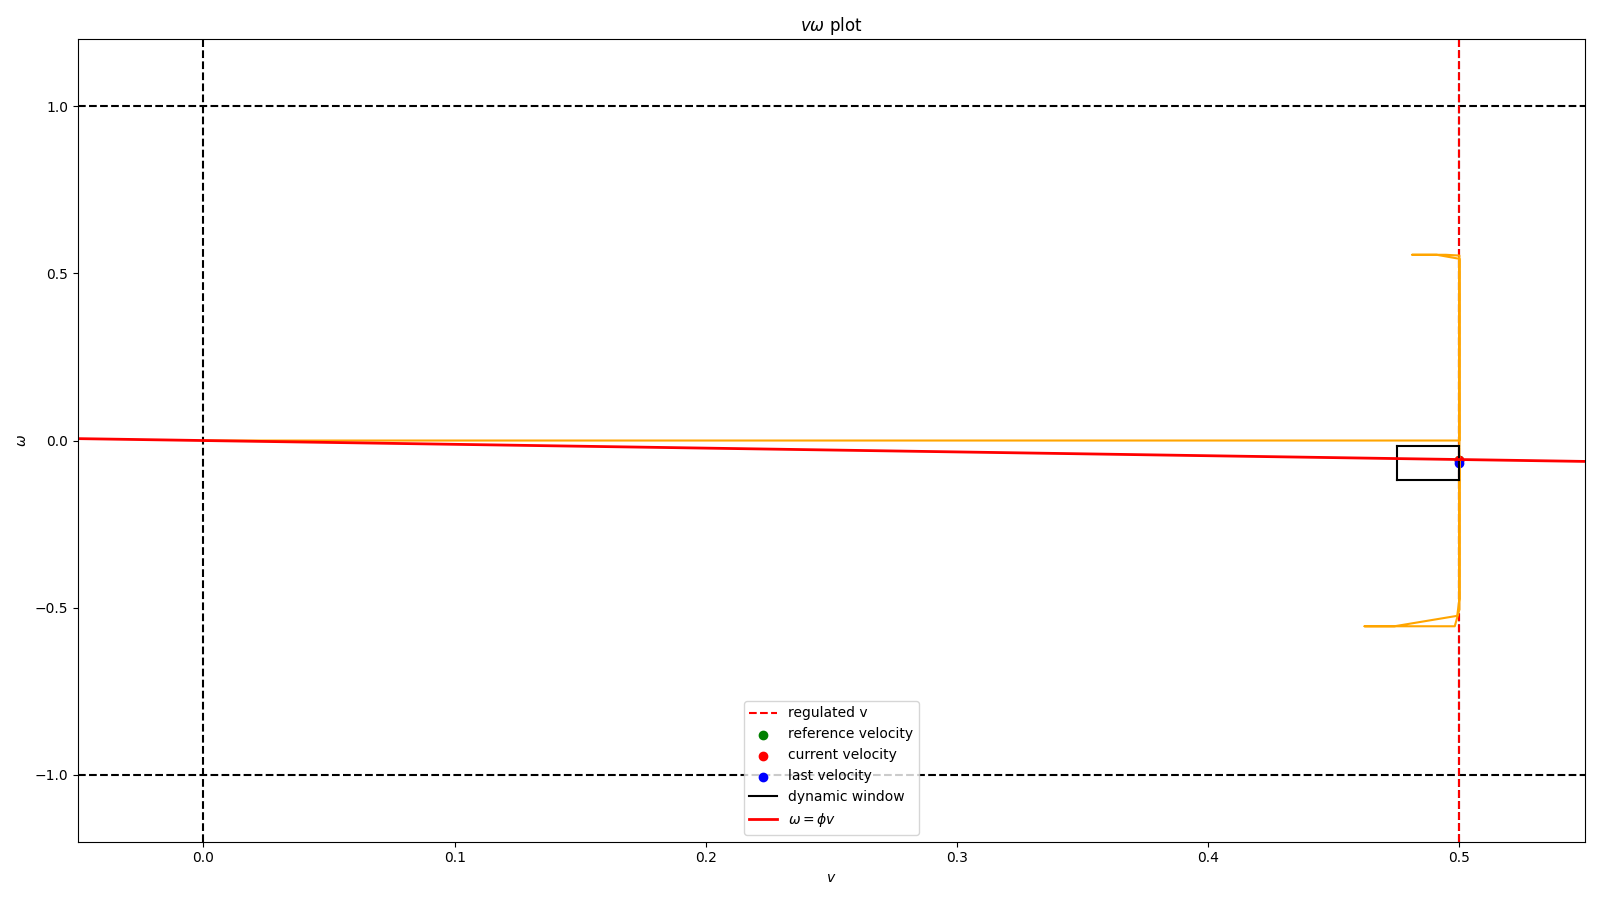 vω plot
ω
1.0
0.5
0.0
−0.5
−1.0
regulated v
reference velocity
current velocity
last velocity
dynamic window
ω = ϕv
0.0 0.1 0.2 0.3 0.4 0.5
v